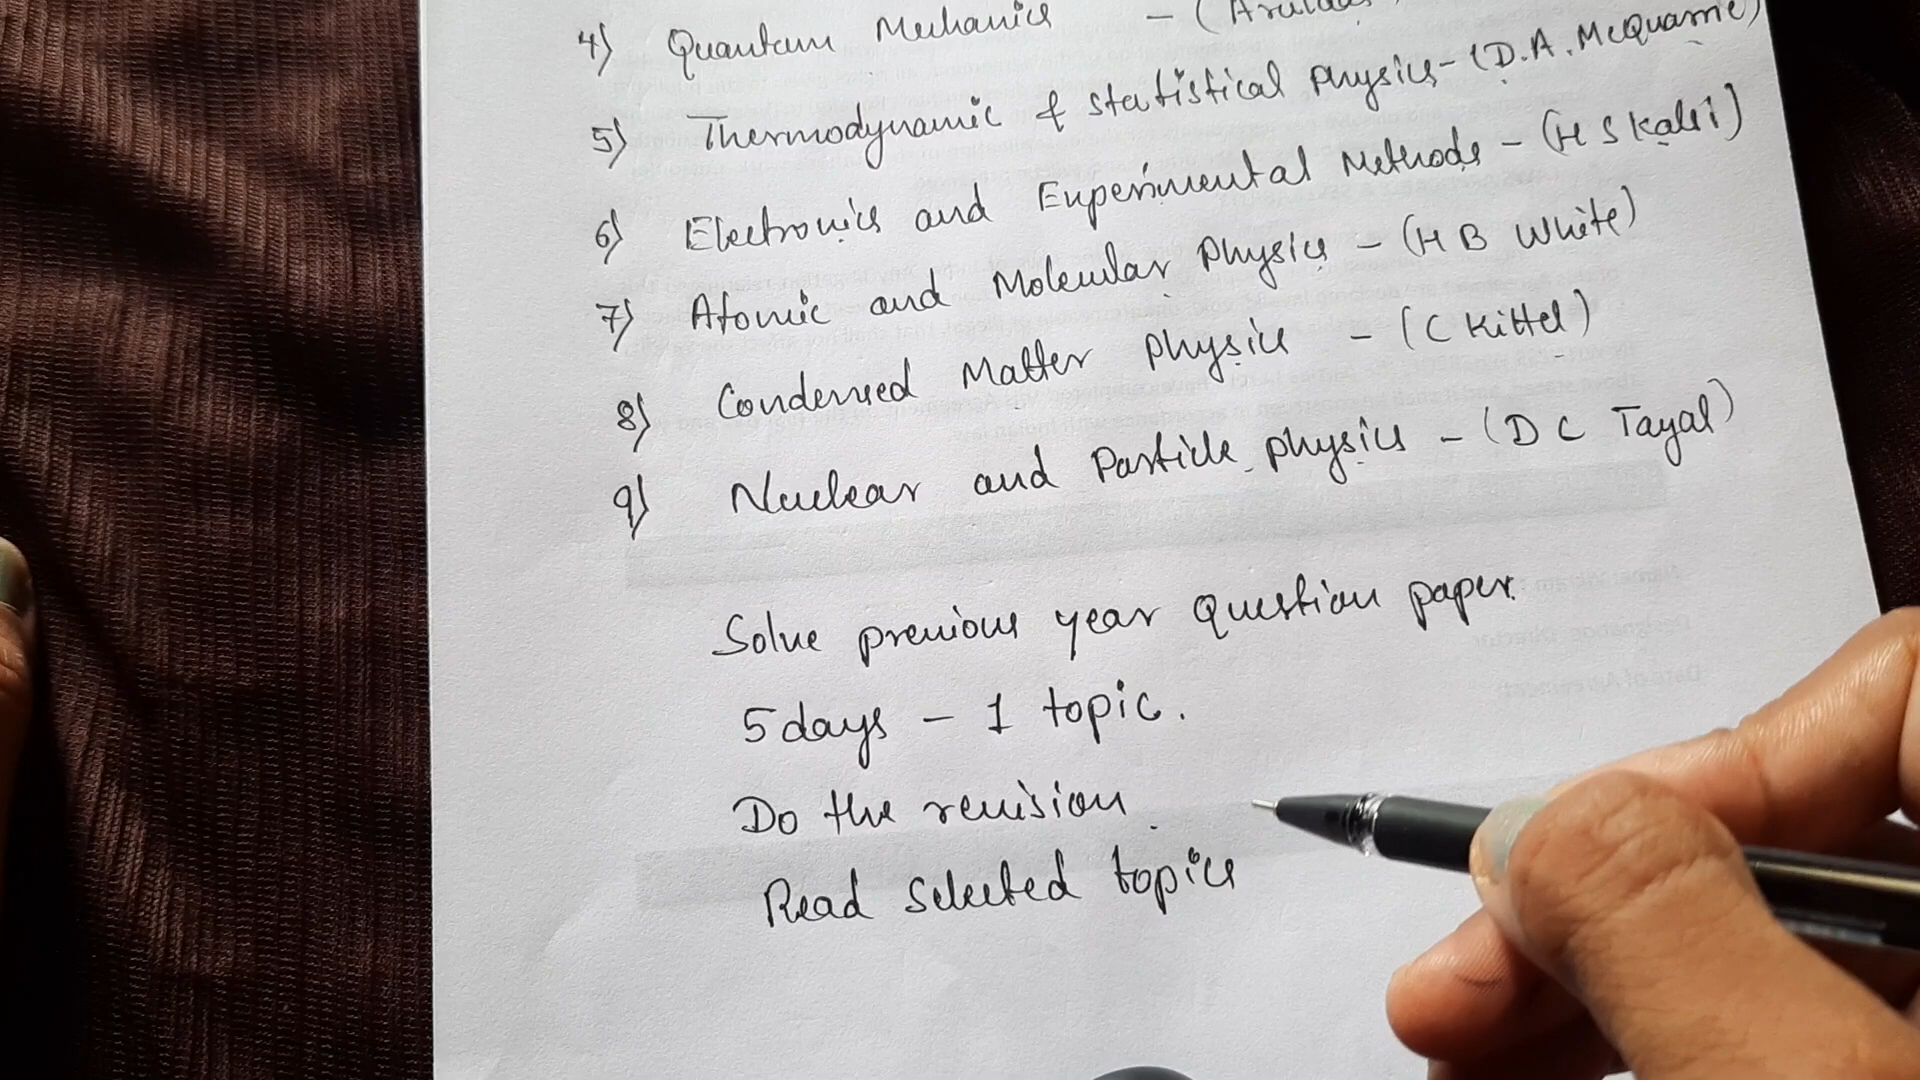 4) Quantum Mechanics - (
5) Thermodynamic & statistical physics - (D.A. McQuarrie)
6) Electronics and Experimental Methods - (H S Kalsi)
7) Atomic and Molecular physics - (H B White)
8) Condensed Matter physics - (C Kittel)
9) Nuclear and Particle physics - (D C Tayal)
Solve previous year question paper.
5 days - 1 topic.
Do the revision
Read selected topics